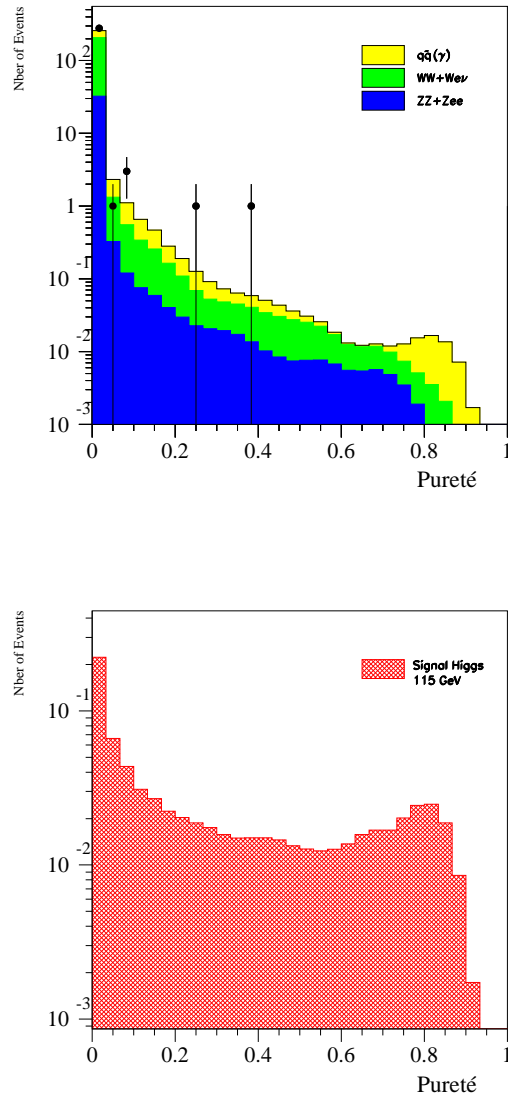 Nber of Events
10 2
10
1
10 -1
10 -2
10 -3
qq̄(γ)
WW+Weν
ZZ+Zee
0 0.2 0.4 0.6 0.8 1
Pureté
Nber of Events
10 -1
10 -2
10 -3
Signal Higgs
115 GeV
0 0.2 0.4 0.6 0.8 1
Pureté